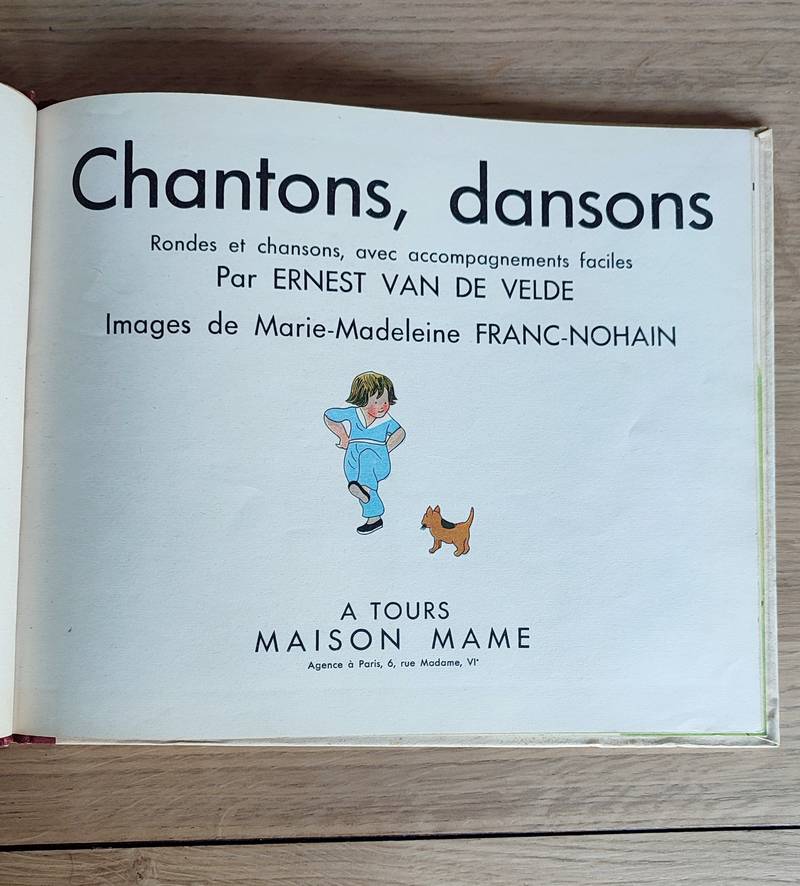 Chantons, dansons
Rondes et chansons, avec accompagnements faciles
Par ERNEST VAN DE VELDE
Images de Marie-Madeleine FRANC-NOHAIN
A TOURS
MAISON MAME
Agence à Paris, 6, rue Madame, VIᵉ